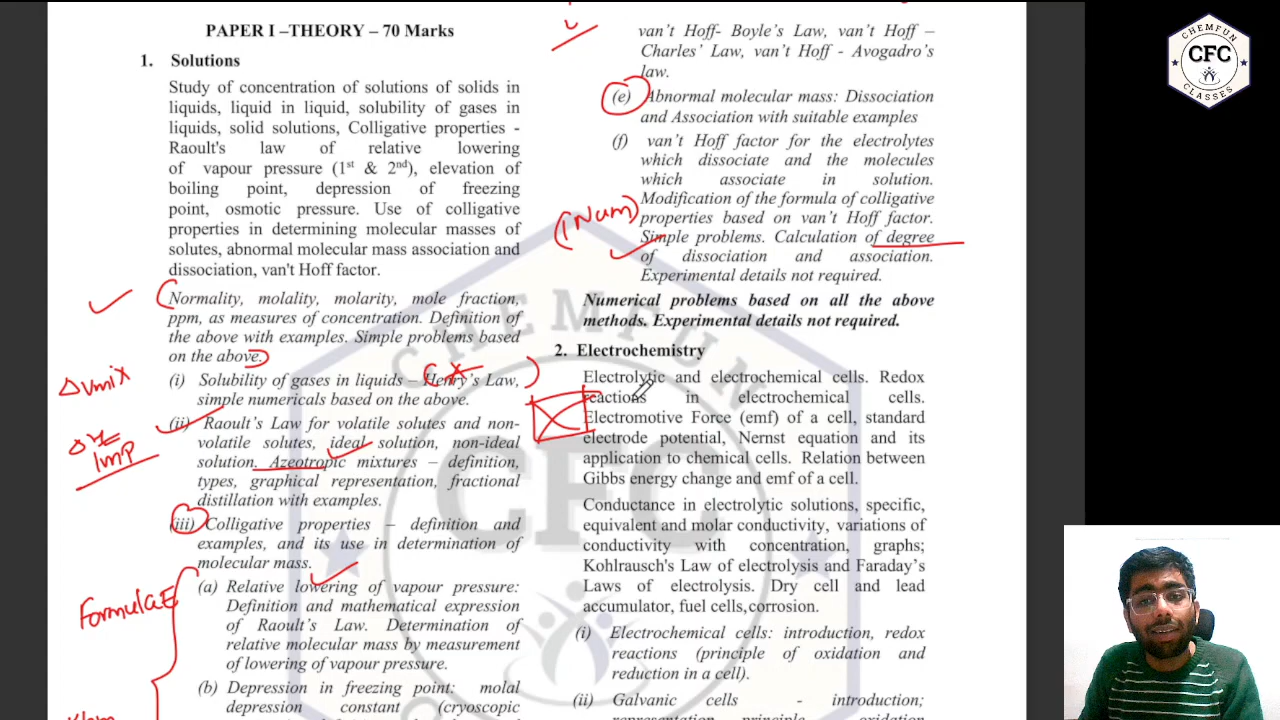 PAPER I –THEORY – 70 Marks
1. Solutions
Study of concentration of solutions of solids in
liquids, liquid in liquid, solubility of gases in
liquids, solid solutions, Colligative properties -
Raoult's law of relative lowering
of vapour pressure (1st & 2nd), elevation of
boiling point, depression of freezing
point, osmotic pressure. Use of colligative
properties in determining molecular masses of
solutes, abnormal molecular mass association and
dissociation, van't Hoff factor.
Normality, molality, molarity, mole fraction,
ppm, as measures of concentration. Definition of
the above with examples. Simple problems based
on the above.
(i) Solubility of gases in liquids – Henry's Law,
simple numericals based on the above.
(ii) Raoult's Law for volatile solutes and non-
volatile solutes, ideal solution, non-ideal
solution. Azeotropic mixtures – definition,
types, graphical representation, fractional
distillation with examples.
(iii) Colligative properties – definition and
examples, and its use in determination of
molecular mass.
(a) Relative lowering of vapour pressure:
Definition and mathematical expression
of Raoult's Law. Determination of
relative molecular mass by measurement
of lowering of vapour pressure.
(b) Depression in freezing point: molal
depression constant (cryoscopic
ΔVmix
Imp
Formulae
van't Hoff- Boyle's Law, van't Hoff –
Charles' Law, van't Hoff - Avogadro's
law.
(e) Abnormal molecular mass: Dissociation
and Association with suitable examples
(f) van't Hoff factor for the electrolytes
which dissociate and the molecules
which associate in solution.
Modification of the formula of colligative
properties based on van't Hoff factor.
Simple problems. Calculation of degree
of dissociation and association.
Experimental details not required.
(Num)
Numerical problems based on all the above
methods. Experimental details not required.
2. Electrochemistry
Electrolytic and electrochemical cells. Redox
reactions in electrochemical cells.
Electromotive Force (emf) of a cell, standard
electrode potential, Nernst equation and its
application to chemical cells. Relation between
Gibbs energy change and emf of a cell.
Conductance in electrolytic solutions, specific,
equivalent and molar conductivity, variations of
conductivity with concentration, graphs;
Kohlrausch's Law of electrolysis and Faraday's
Laws of electrolysis. Dry cell and lead
accumulator, fuel cells,corrosion.
(i) Electrochemical cells: introduction, redox
reactions (principle of oxidation and
reduction in a cell).
(ii) Galvanic cells - introduction;
CHEMFUN
CFC
CHEMFUN
CFC
CLASSES